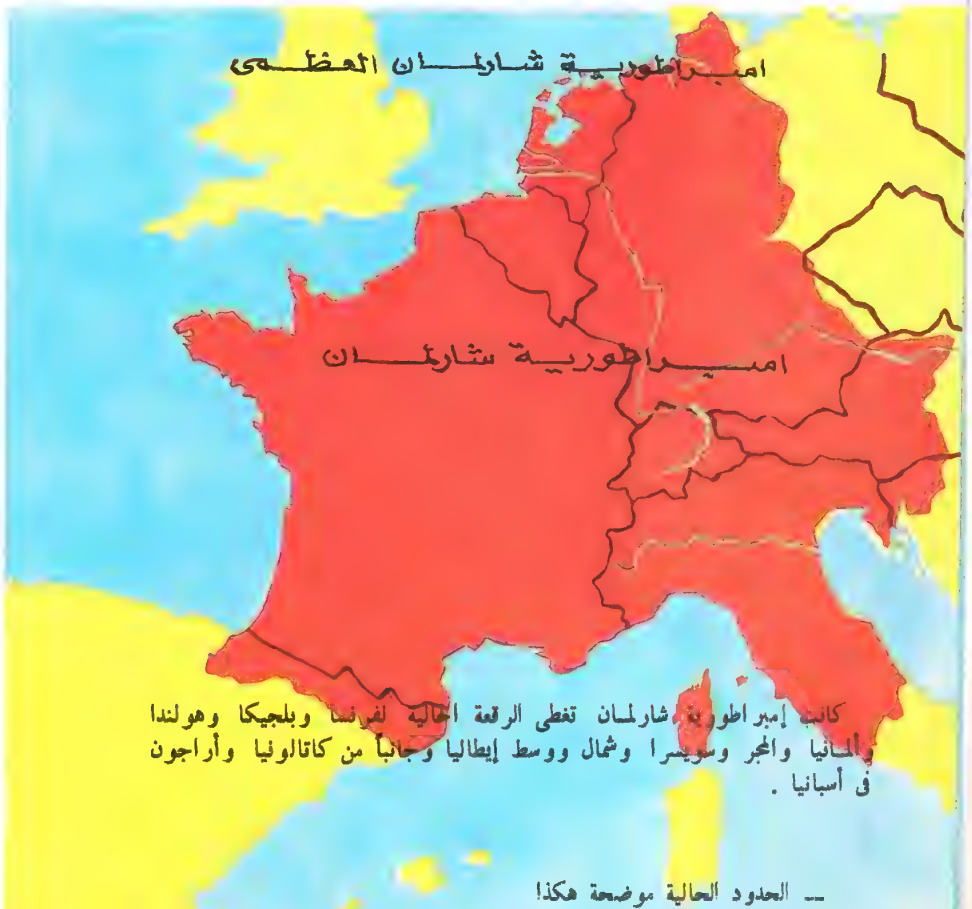 امبراطورية شارلمان العظمى
امبراطورية شارلمان
كانت إمبراطورية شارلمان تغطى الرقعة الحالية لفرنسا وبلجيكا وهولندا
وألمانيا والمجر وسويسرا وشمال ووسط إيطاليا وجانباً من كاتالونيا وأراجون
فى أسبانيا .
— الحدود الحالية موضحة هكذا